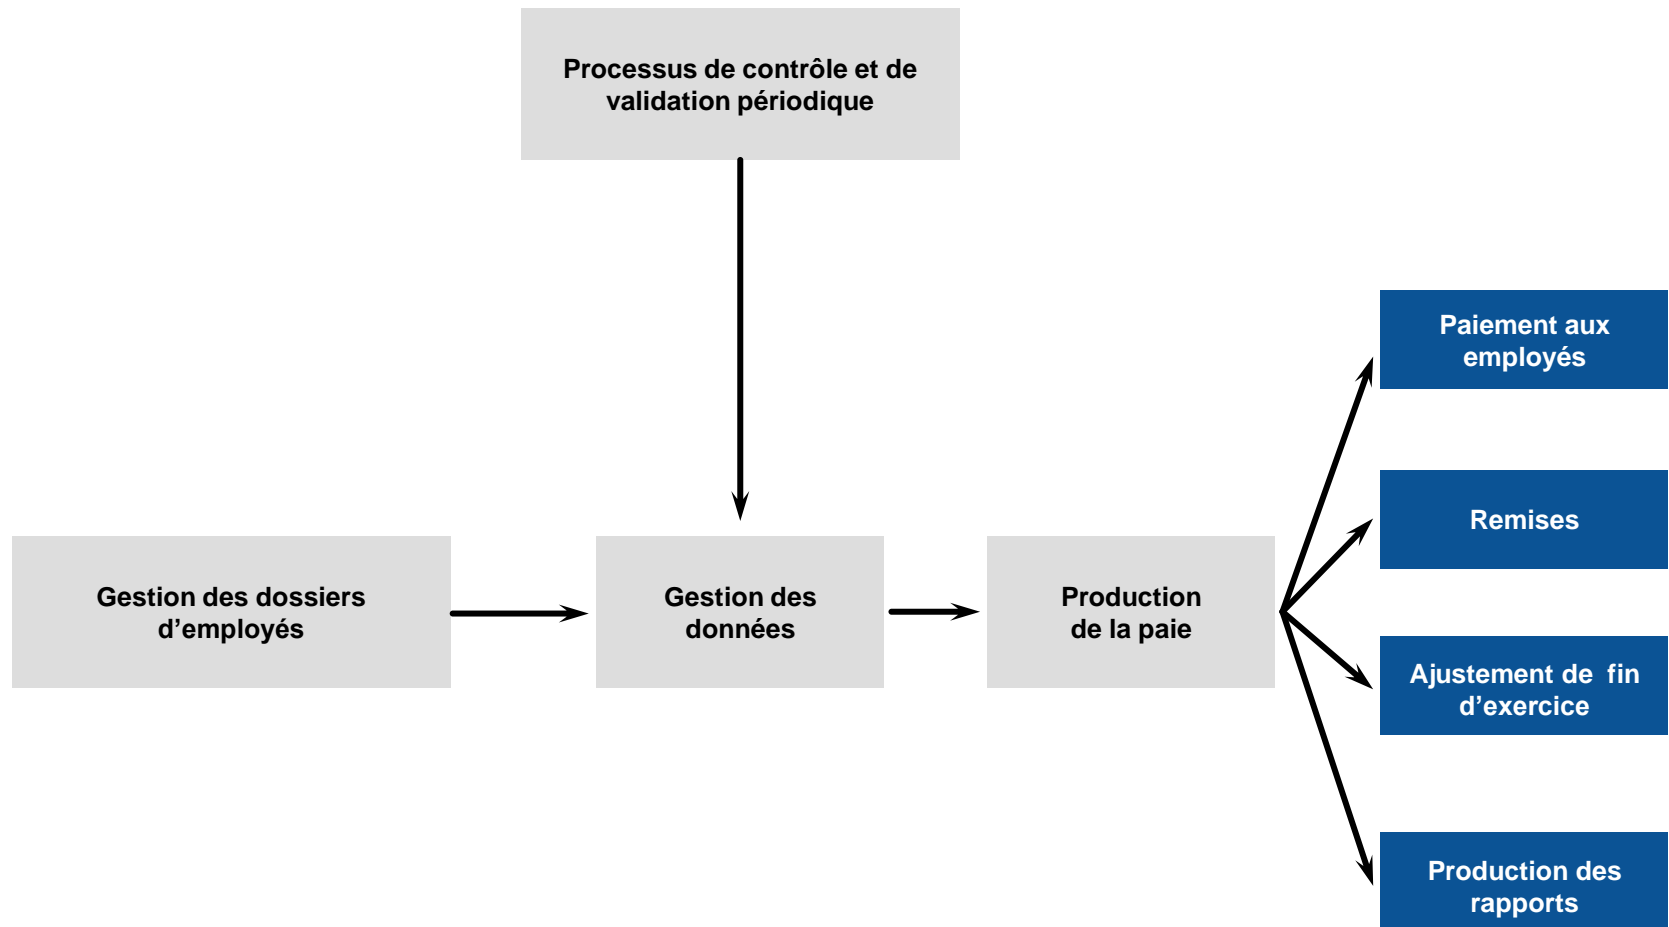 Processus de contrôle et de
validation périodique
Gestion des dossiers
d’employés
Gestion des
données
Production
de la paie
Paiement aux
employés
Remises
Ajustement de  fin
d’exercice
Production des
rapports